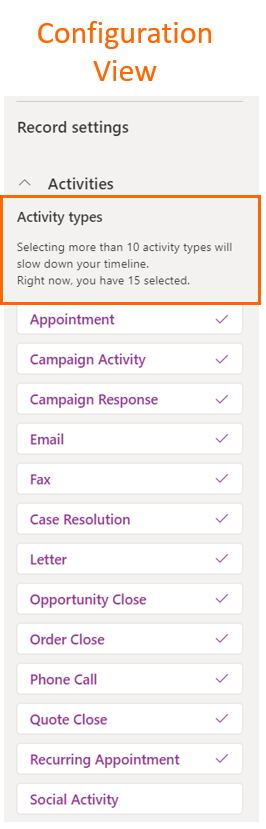 Configuration
View
Record settings
Activities
Activity types
Selecting more than 10 activity types will
slow down your timeline.
Right now, you have 15 selected.
Appointment
Campaign Activity
Campaign Response
Email
Fax
Case Resolution
Letter
Opportunity Close
Order Close
Phone Call
Quote Close
Recurring Appointment
Social Activity